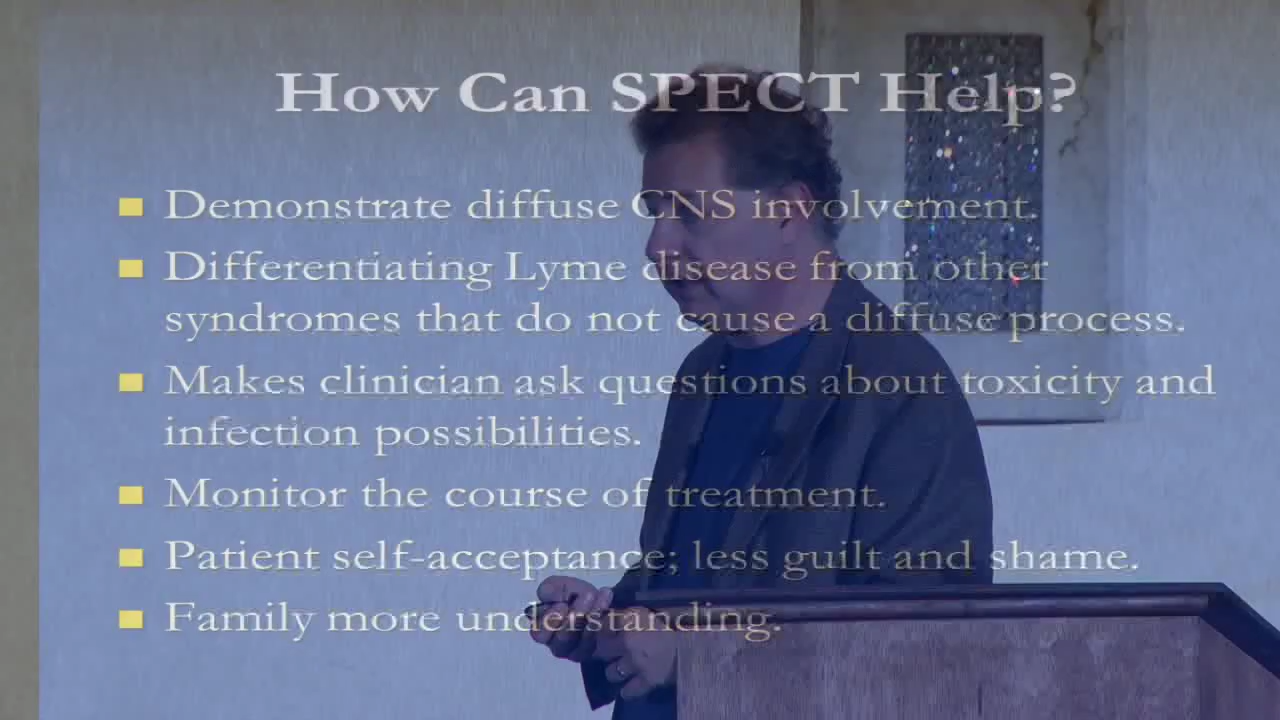 How Can SPECT Help?
Demonstrate diffuse CNS involvement.
Differentiating Lyme disease from other
syndromes that do not cause a diffuse process.
Makes clinician ask questions about toxicity and
infection possibilities.
Monitor the course of treatment.
Patient self-acceptance; less guilt and shame.
Family more understanding.